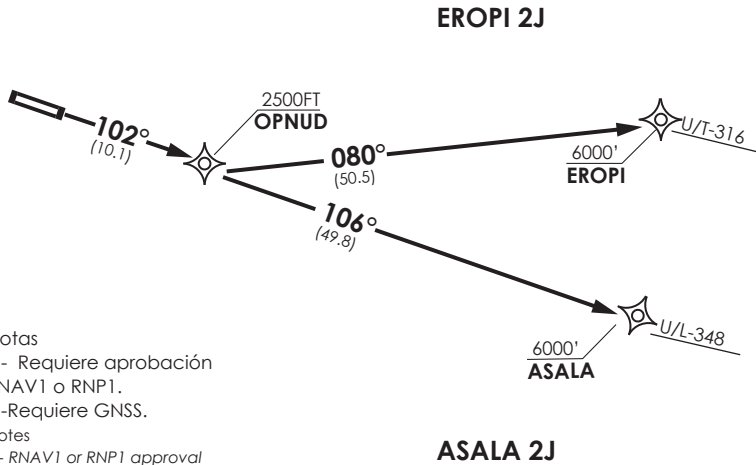 EROPI 2J
2500FT
OPNUD
102°
(10.1)
080°
(50.5)
U/T-316
6000'
EROPI
106°
(49.8)
U/L-348
6000'
ASALA
otas
- Requiere aprobación
NAV1 o RNP1.
-Requiere GNSS.
otes
- RNAV1 or RNP1 approval
ASALA 2J